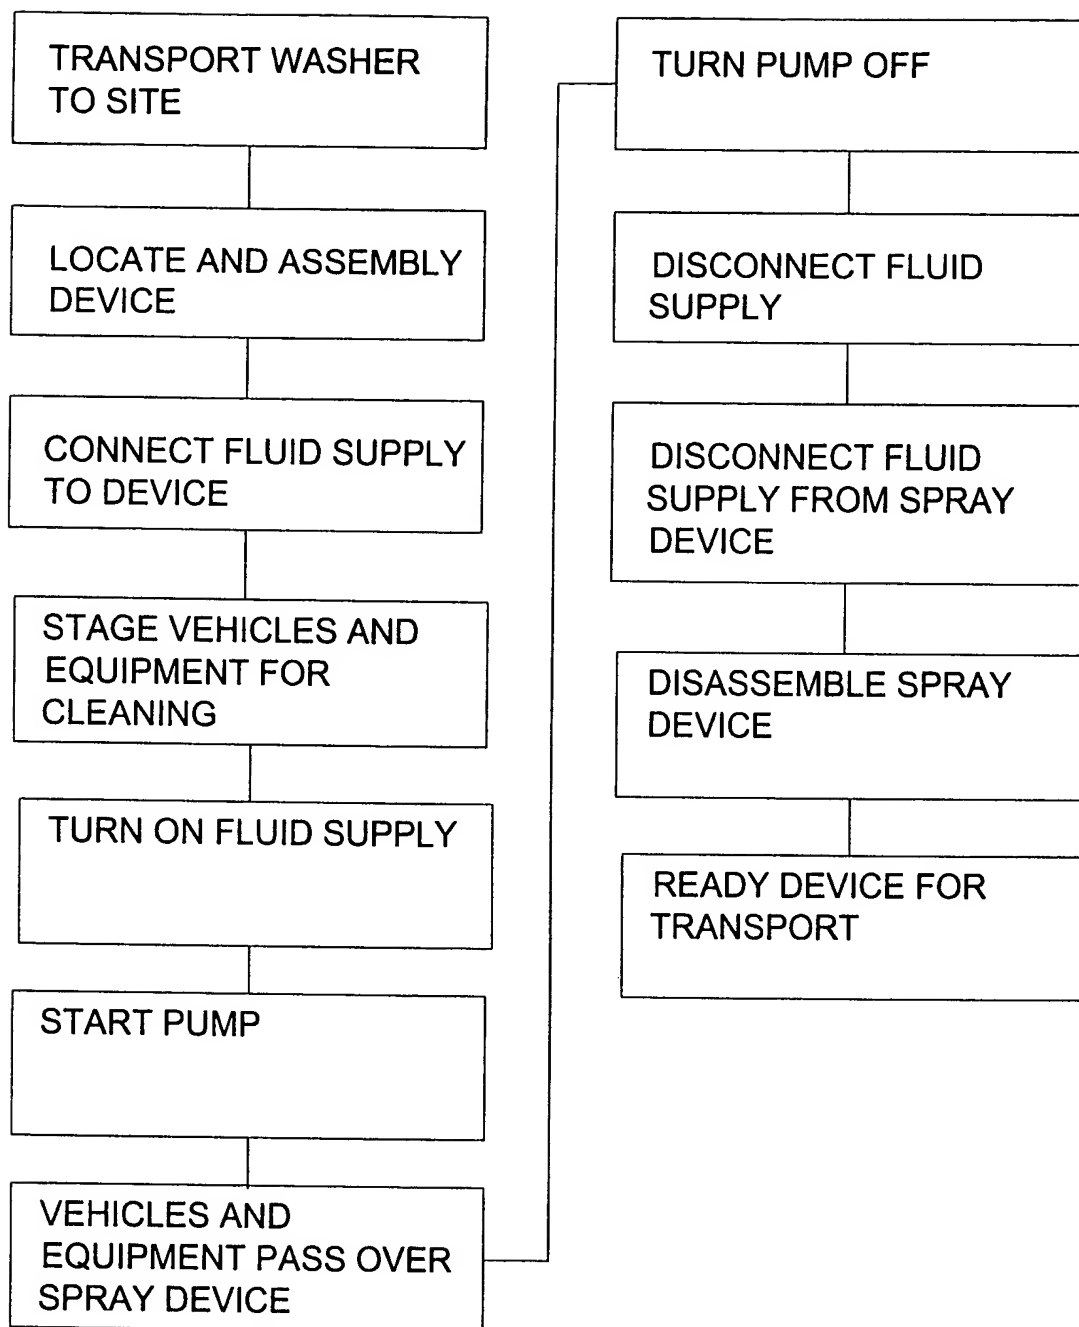 TRANSPORT WASHER
TO SITE
LOCATE AND ASSEMBLY
DEVICE
CONNECT FLUID SUPPLY
TO DEVICE
STAGE VEHICLES AND
EQUIPMENT FOR
CLEANING
TURN ON FLUID SUPPLY
START PUMP
VEHICLES AND
EQUIPMENT PASS OVER
SPRAY DEVICE
TURN PUMP OFF
DISCONNECT FLUID
SUPPLY
DISCONNECT FLUID
SUPPLY FROM SPRAY
DEVICE
DISASSEMBLE SPRAY
DEVICE
READY DEVICE FOR
TRANSPORT